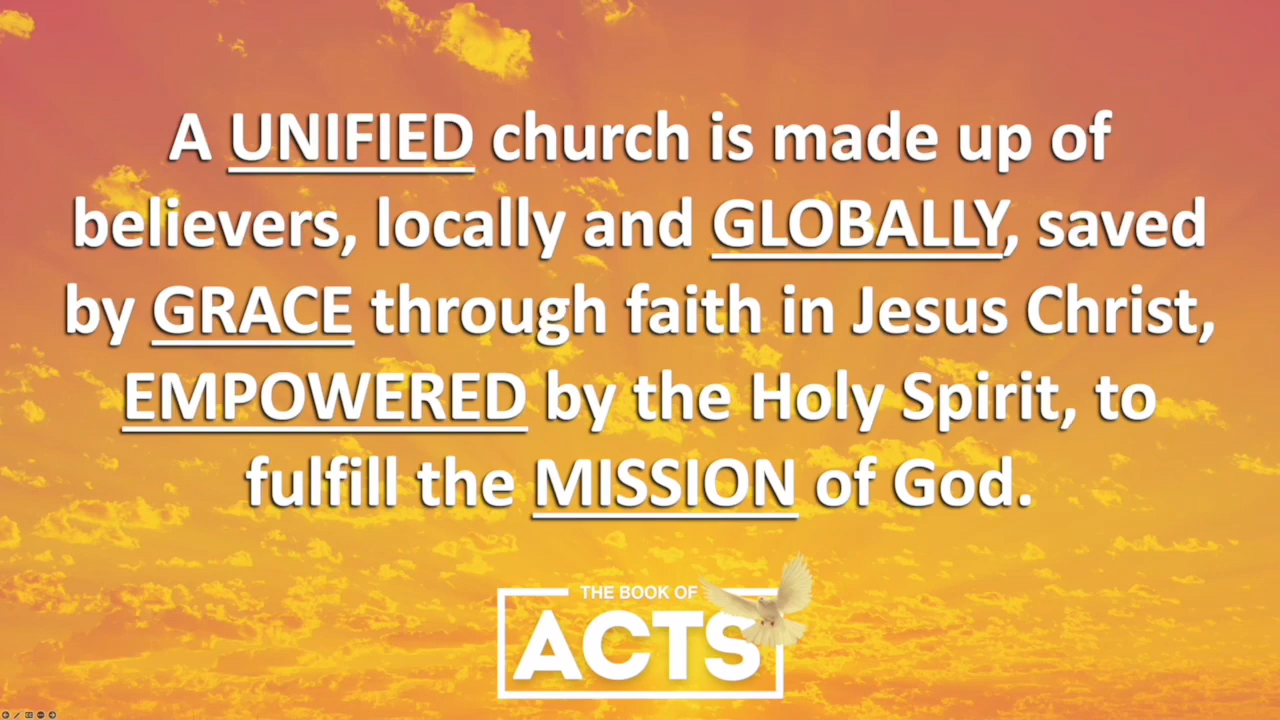 A UNIFIED church is made up of
believers, locally and GLOBALLY, saved
by GRACE through faith in Jesus Christ,
EMPOWERED by the Holy Spirit, to
fulfill the MISSION of God.
THE BOOK OF
ACTS